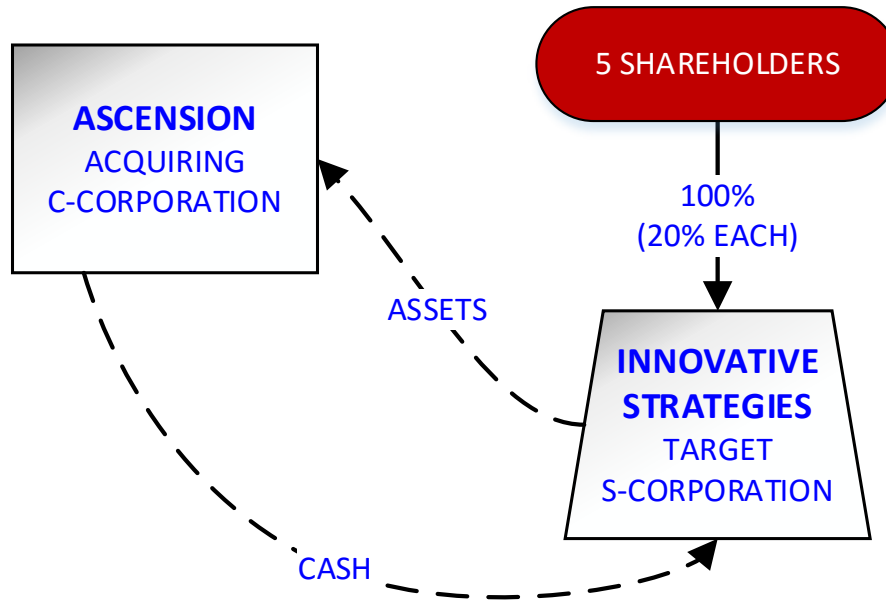 5 SHAREHOLDERS
ASCENSION
ACQUIRING
C-CORPORATION
100%
(20% EACH)
ASSETS
INNOVATIVE
STRATEGIES
TARGET
S-CORPORATION
CASH